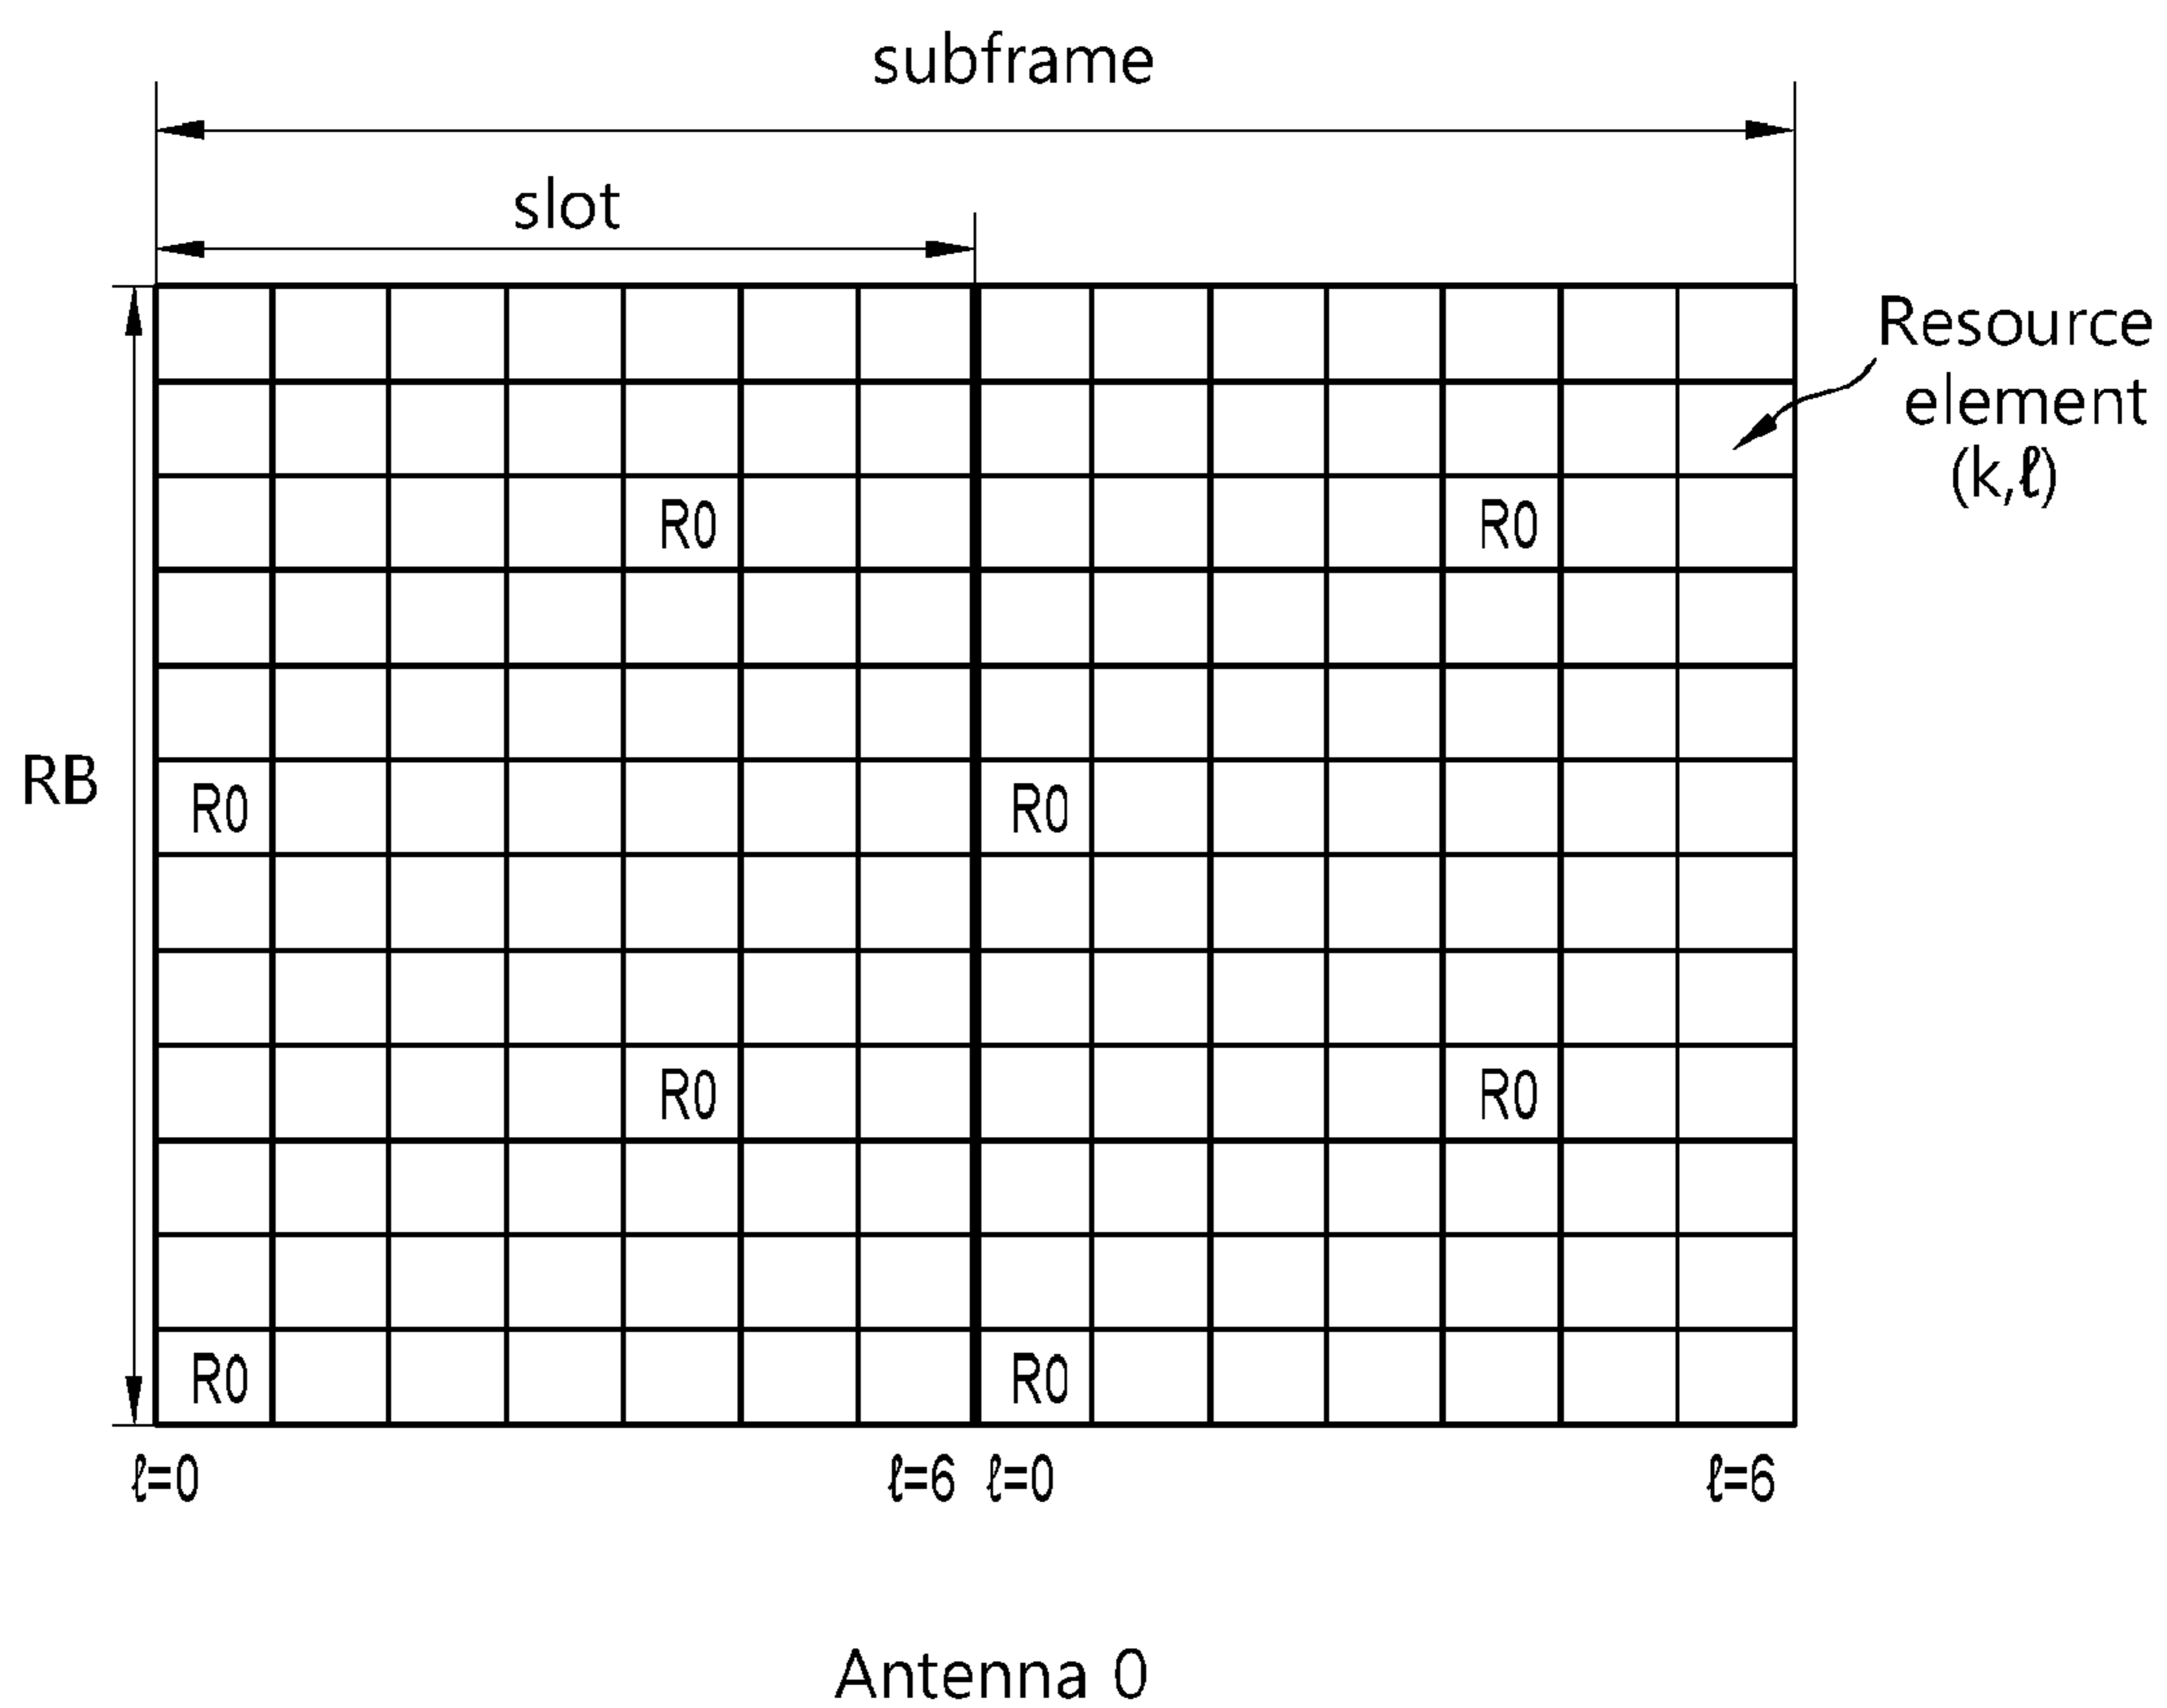 subframe
slot
Resource
element
(k,ℓ)
R0 R0
RB
R0 R0
R0 R0
R0 R0
ℓ=0 ℓ=6 ℓ=0 ℓ=6
Antenna 0